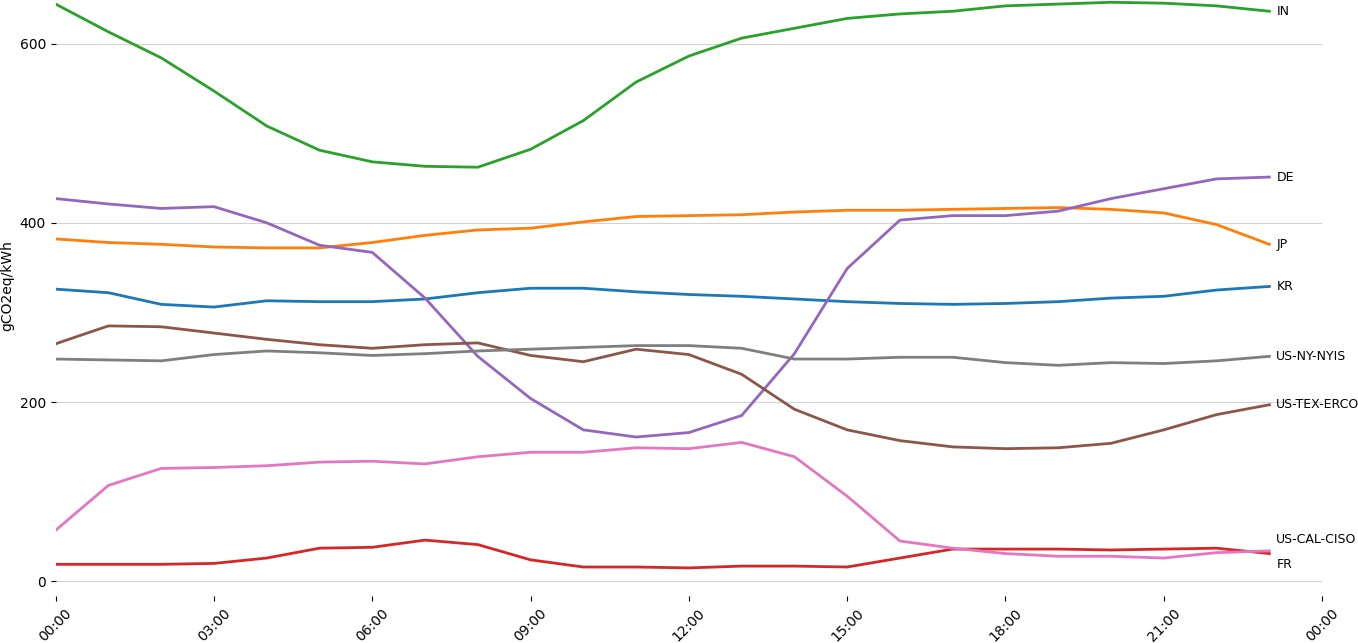 gCO2eq/kWh
600
400
200
0
IN
DE
JP
KR
US-NY-NYIS
US-TEX-ERCO
US-CAL-CISO
FR
00:00
03:00
06:00
09:00
12:00
15:00
18:00
21:00
00:00